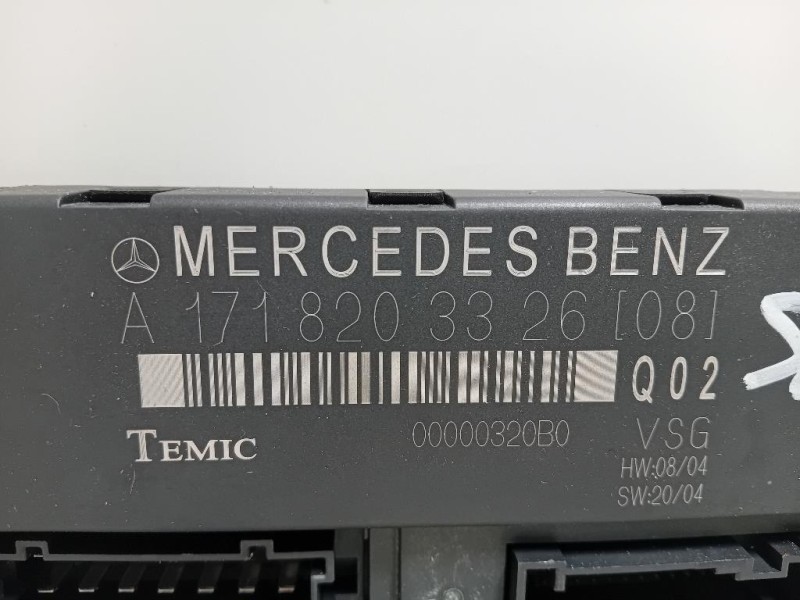 MERCEDES BENZ
A 171 820 33 26 [08]
Q02
TEMIC 00000320B0 VSG
HW:08/04
SW:20/04